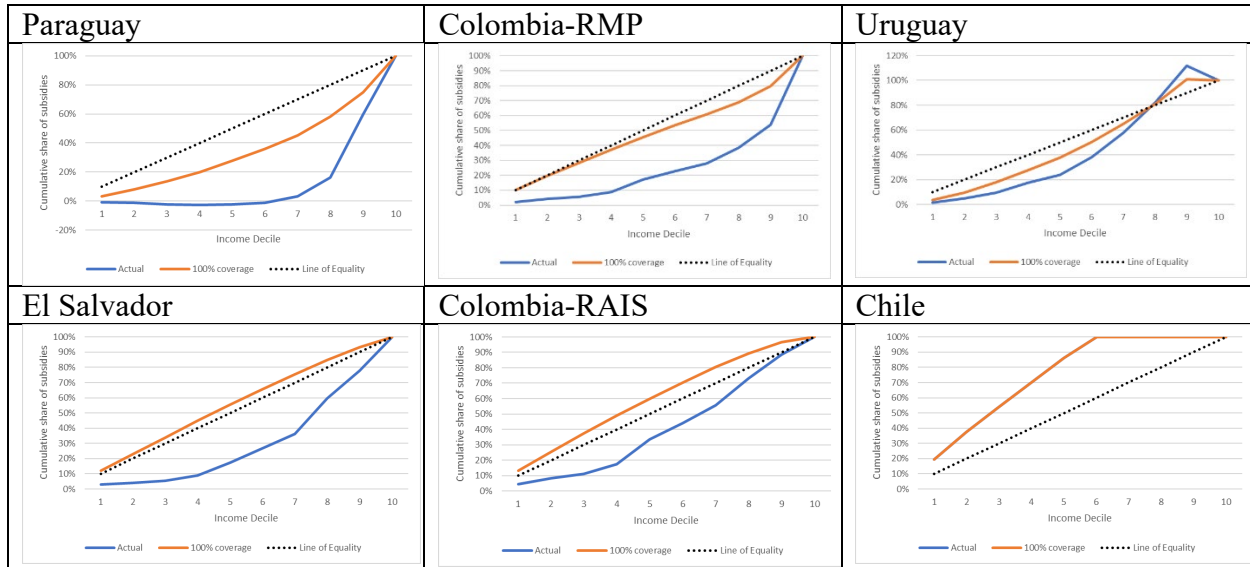 Paraguay
Colombia-RMP
Uruguay
Cumulative share of subsidies
100%
80%
60%
40%
20%
0%
-20%
1 2 3 4 5 6 7 8 9 10
Income Decile
Actual 100% coverage Line of Equality
Cumulative share of subsidies
100%
90%
80%
70%
60%
50%
40%
30%
20%
10%
0%
1 2 3 4 5 6 7 8 9 10
Income Decile
Actual 100% coverage Line of Equality
Cumulative share of subsidies
120%
100%
80%
60%
40%
20%
0%
1 2 3 4 5 6 7 8 9 10
Income Decile
Actual 100% coverage Line of Equality
El Salvador
Colombia-RAIS
Chile
Cumulative share of subsidies
100%
90%
80%
70%
60%
50%
40%
30%
20%
10%
0%
1 2 3 4 5 6 7 8 9 10
Income Decile
Actual 100% coverage Line of Equality
Cumulative share of subsidies
100%
90%
80%
70%
60%
50%
40%
30%
20%
10%
0%
1 2 3 4 5 6 7 8 9 10
Income Decile
Actual 100% coverage Line of Equality
Cumulative share of subsidies
100%
90%
80%
70%
60%
50%
40%
30%
20%
10%
0%
1 2 3 4 5 6 7 8 9 10
Income Decile
Actual 100% coverage Line of Equality